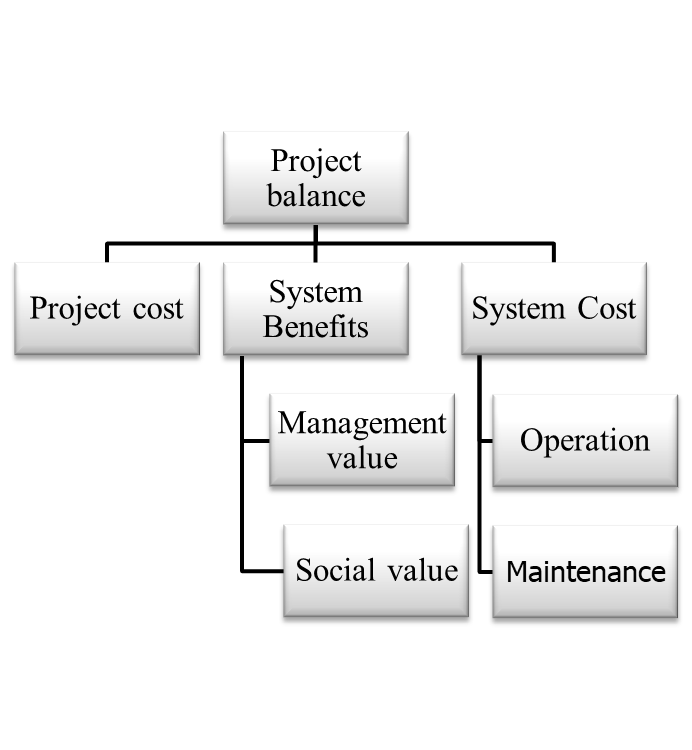 Project
balance
Project cost
System
Benefits
System Cost
Management
value
Operation
Social value
Maintenance